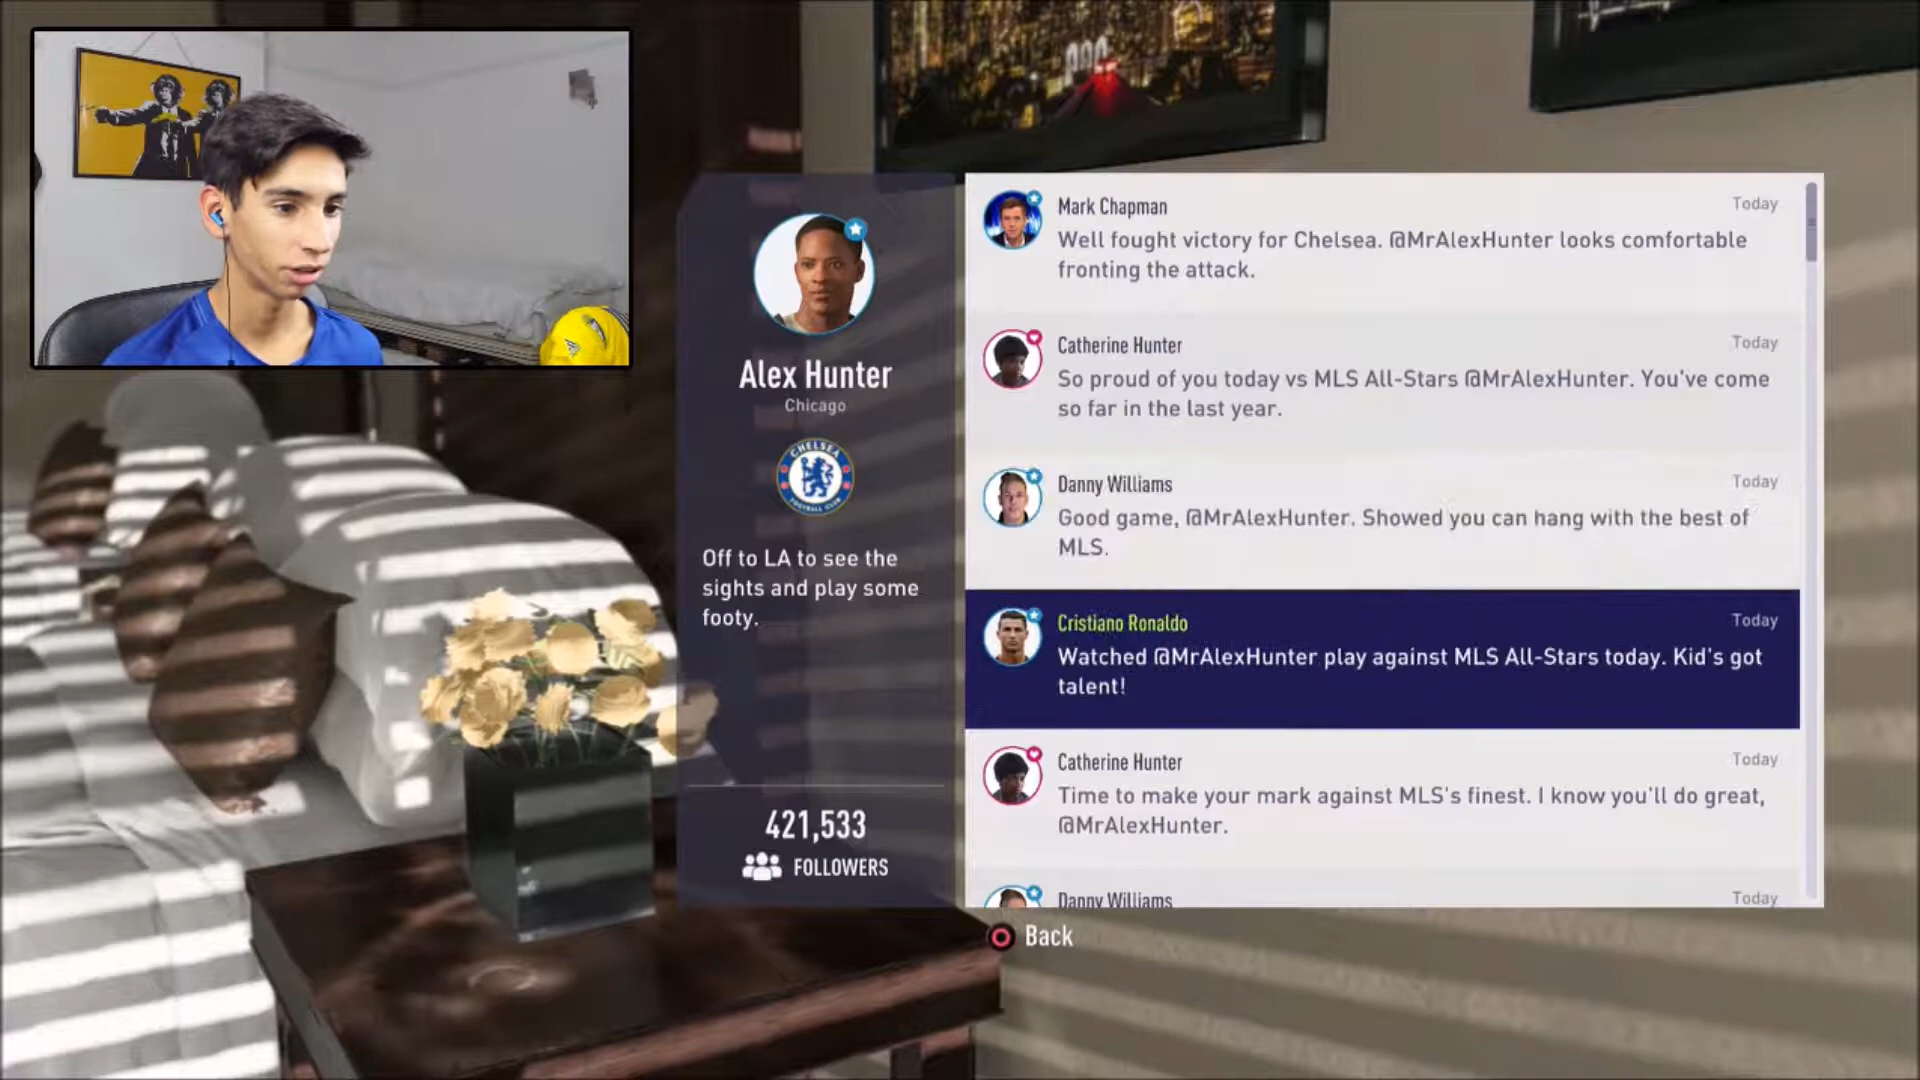 Alex Hunter
Chicago
CHELSEA
FOOTBALL CLUB
Off to LA to see the
sights and play some
footy.
421,533
FOLLOWERS
Mark Chapman
Today
Well fought victory for Chelsea. @MrAlexHunter looks comfortable
fronting the attack.
Catherine Hunter
Today
So proud of you today vs MLS All-Stars @MrAlexHunter. You've come
so far in the last year.
Danny Williams
Today
Good game, @MrAlexHunter. Showed you can hang with the best of
MLS.
Cristiano Ronaldo
Today
Watched @MrAlexHunter play against MLS All-Stars today. Kid's got
talent!
Catherine Hunter
Today
Time to make your mark against MLS's finest. I know you'll do great,
@MrAlexHunter.
Danny Williams
Today
Back